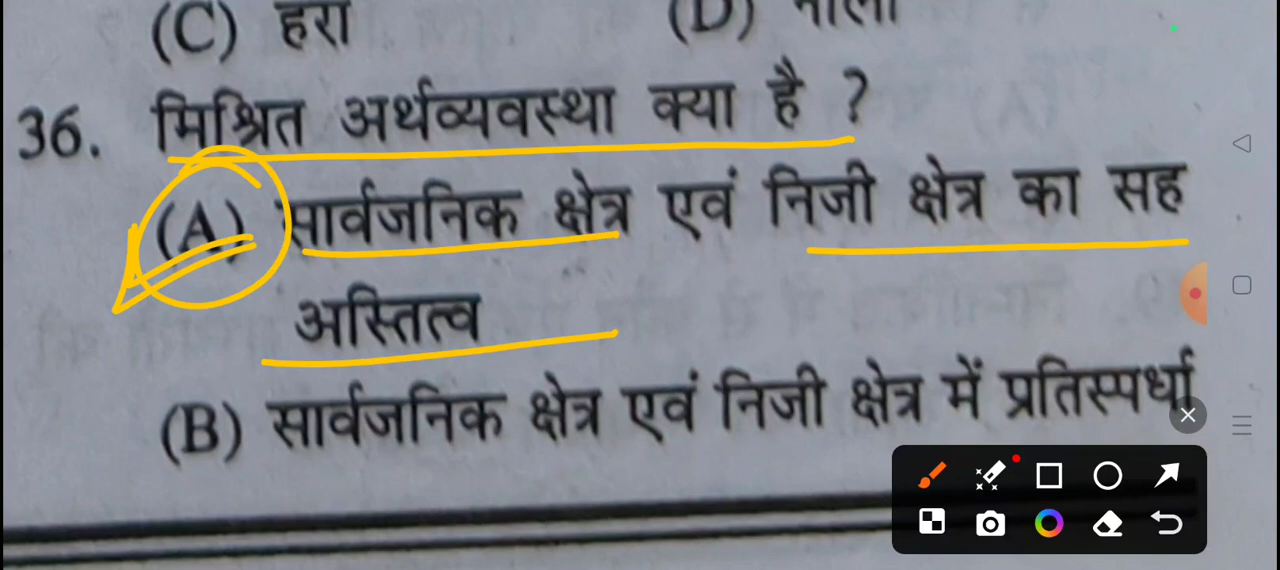 (C) हरा (D) नीला
36. मिश्रित अर्थव्यवस्था क्या है ?
(A) सार्वजनिक क्षेत्र एवं निजी क्षेत्र का सह
अस्तित्व
(B) सार्वजनिक क्षेत्र एवं निजी क्षेत्र में प्रतिस्पर्धा